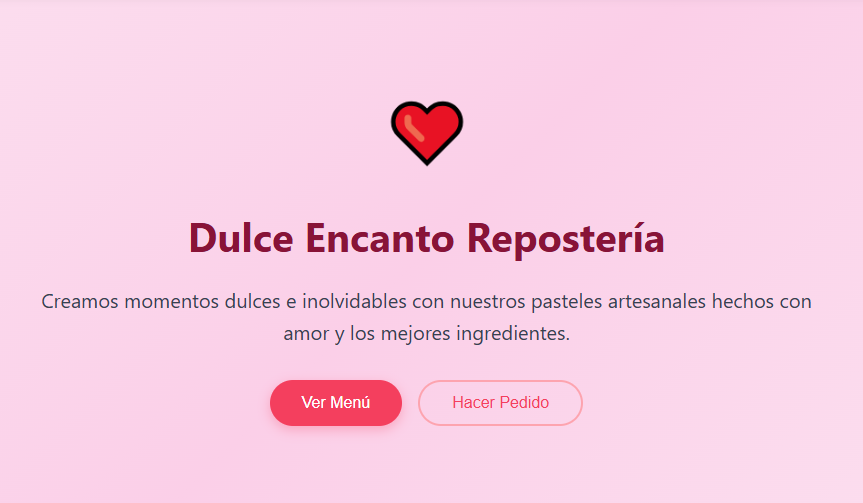 Dulce Encanto Repostería
Creamos momentos dulces e inolvidables con nuestros pasteles artesanales hechos con
amor y los mejores ingredientes.
Ver Menú
Hacer Pedido